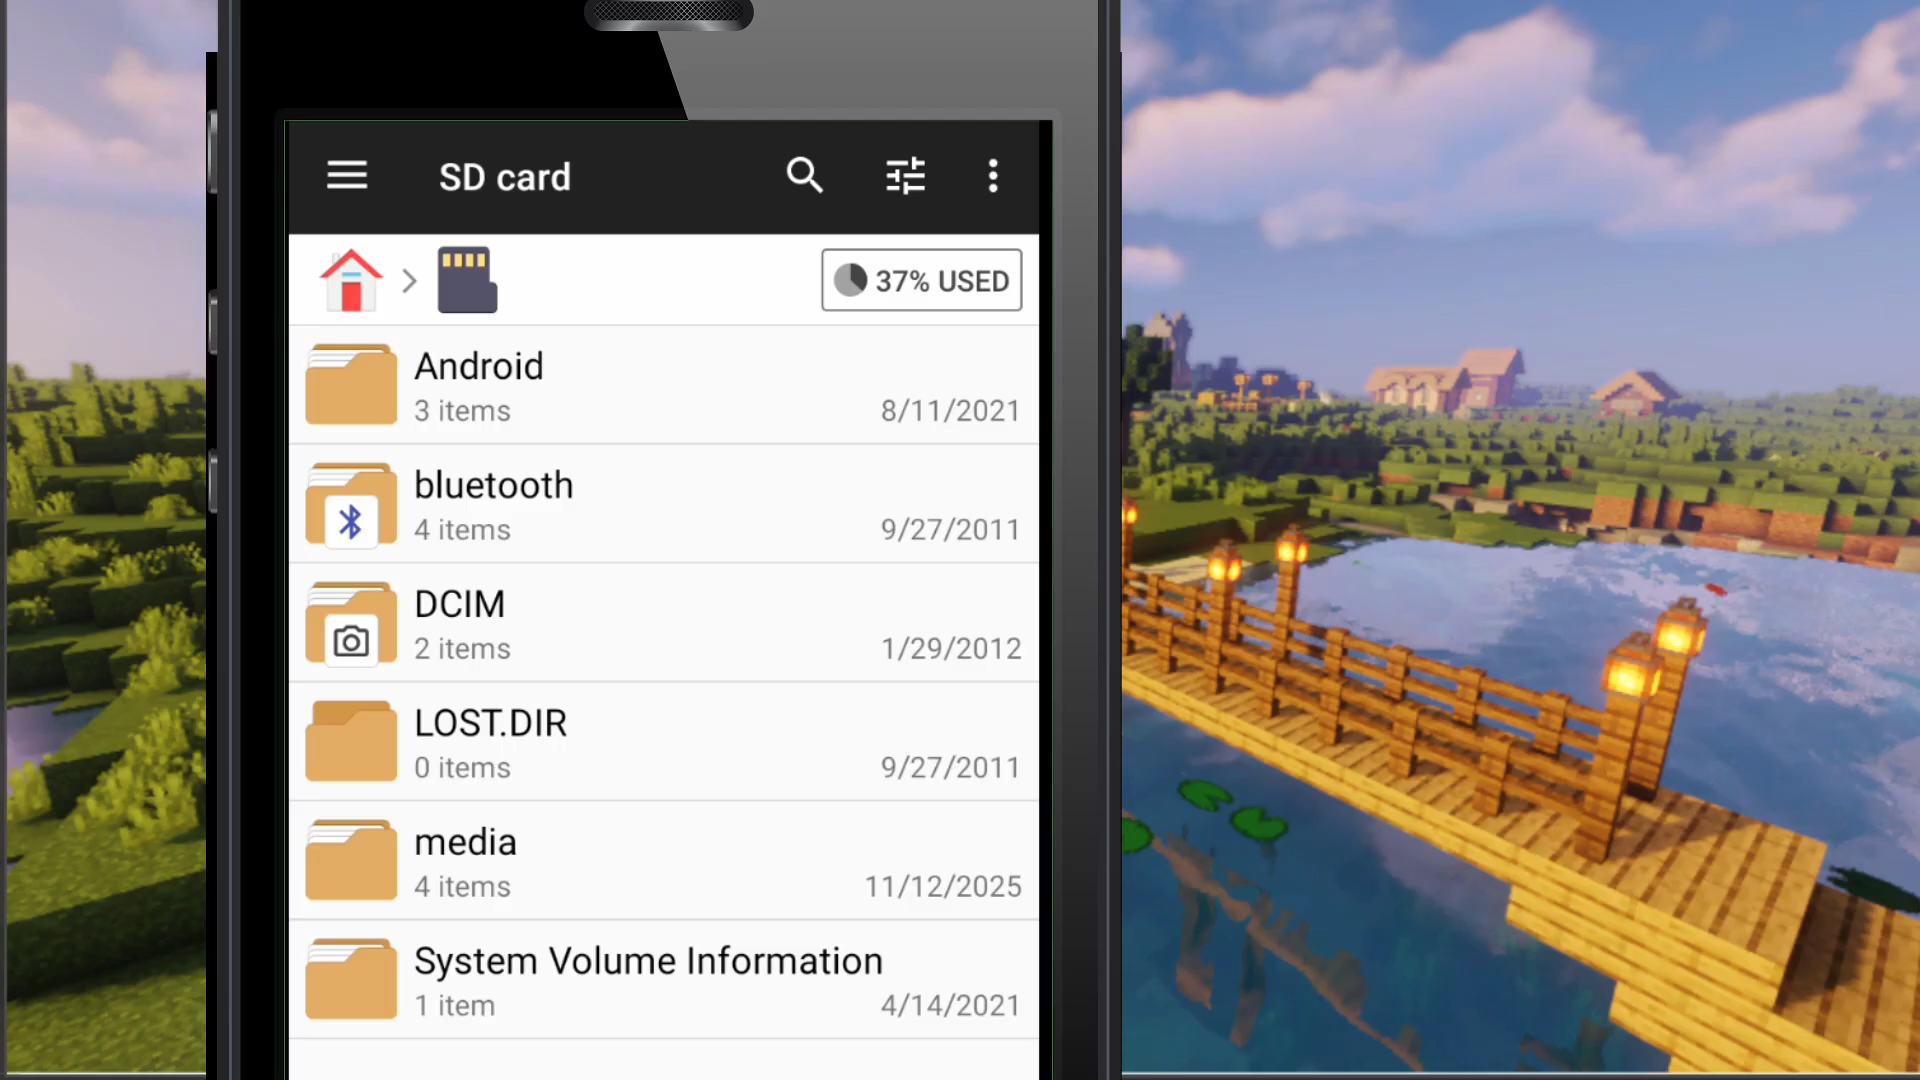 SD card
37% USED
Android
3 items
8/11/2021
bluetooth
4 items
9/27/2011
DCIM
2 items
1/29/2012
LOST.DIR
0 items
9/27/2011
media
4 items
11/12/2025
System Volume Information
1 item
4/14/2021